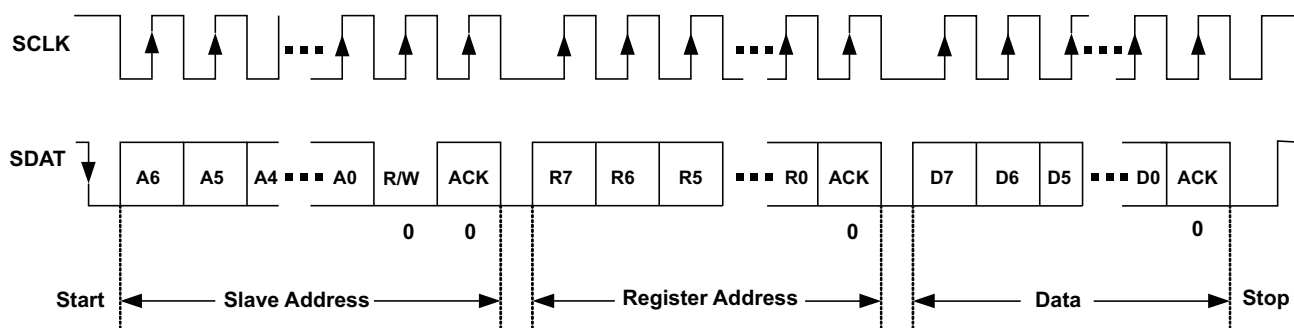 SCLK
SDAT
A6 A5 A4 A0 R/W ACK R7 R6 R5 R0 ACK D7 D6 D5 D0 ACK
0 0 0 0
Start Slave Address Register Address Data Stop